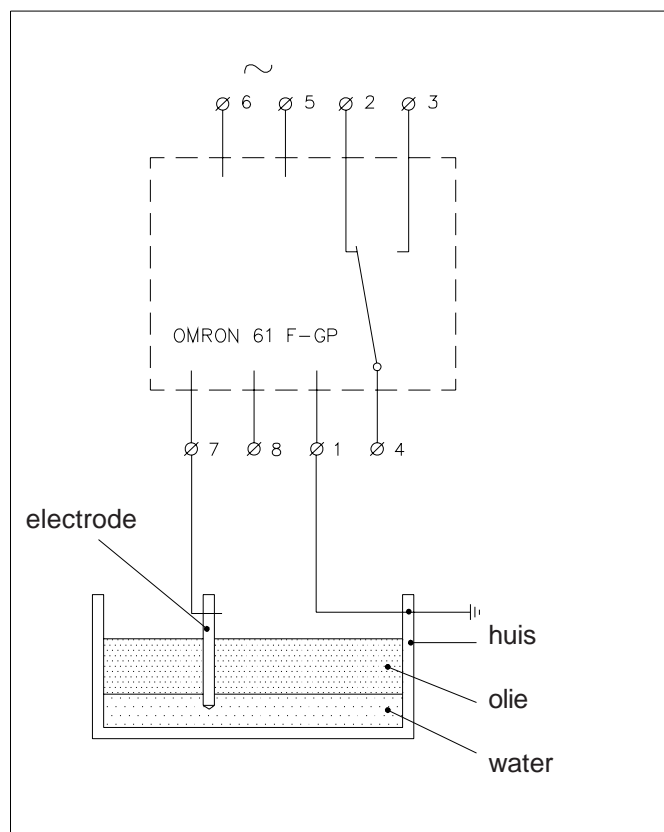 ~
6 5 2 3
OMRON 61 F-GP
7 8 1 4
electrode
huis
olie
water